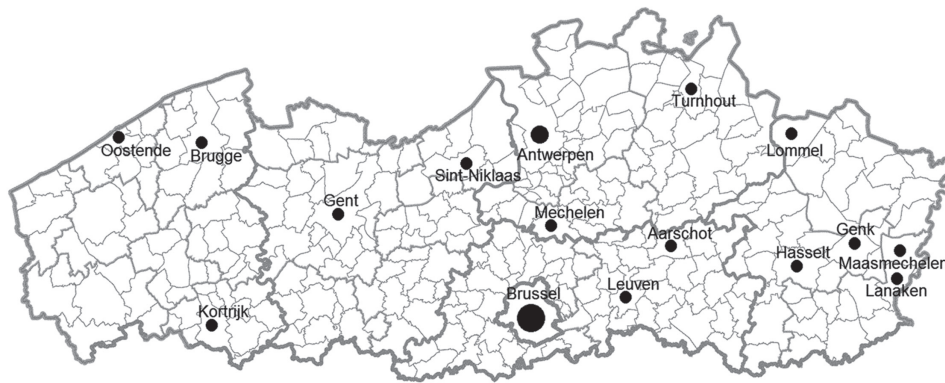 Turnhout
Oostende
Brugge
Antwerpen
Lommel
Sint-Niklaas
Gent
Mechelen
Aarschot
Genk
Hasselt
Maasmechelen
Leuven
Lanaken
Brussel
Kortrijk